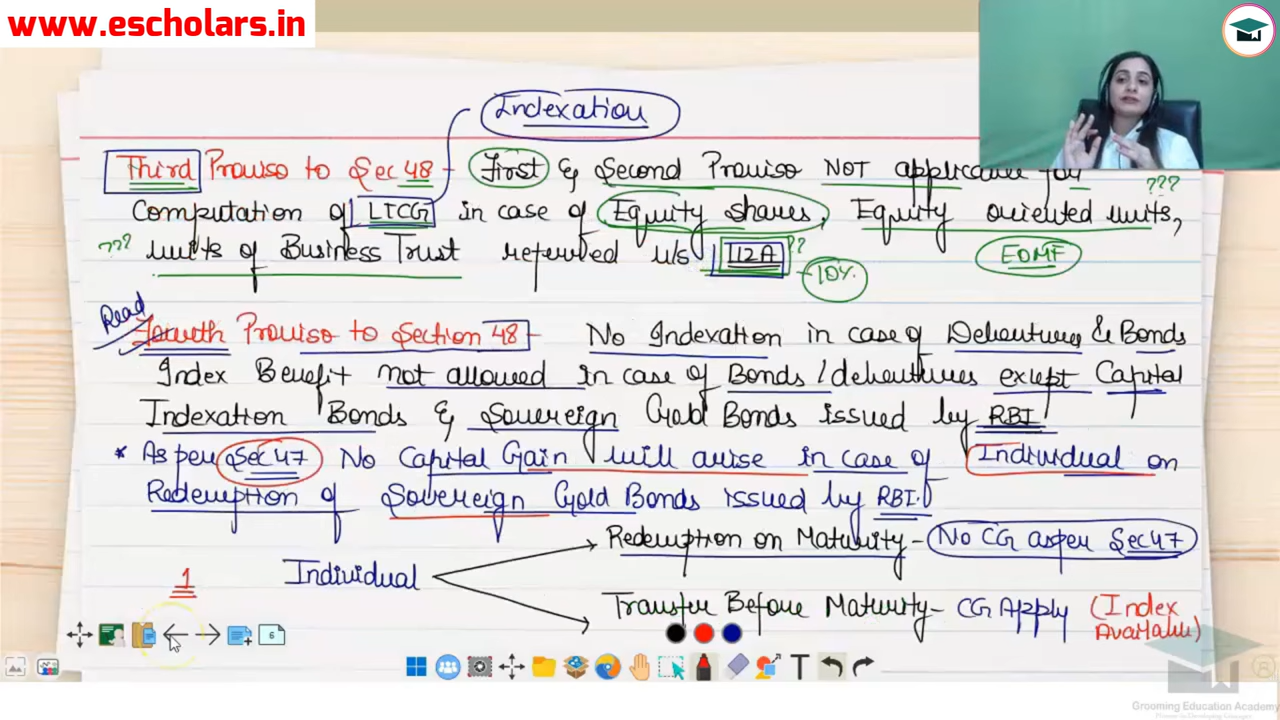 www.escholars.in
Indexation
Third Proviso to Sec 48 - First & Second Proviso NOT applicable for
Computation of LTCG in case of Equity shares, Equity oriented units,
???
??? units of Business Trust referred u/s 112A ?? - 10%
EOMF
Read
Fourth Proviso to Section 48 - No Indexation in case of Debentures & Bonds
Index Benefit not allowed in case of Bonds / debentures except Capital
Indexation Bonds & Sovereign Gold Bonds issued by RBI
* As per Sec 47 No Capital Gain will arise in case of Individual on
Redemption of Sovereign Gold Bonds issued by RBI.
Redemption on Maturity - No CG as per Sec 47
1
Individual
Transfer Before Maturity - CG Apply (Index Available)
6
T
Grooming Education Academy